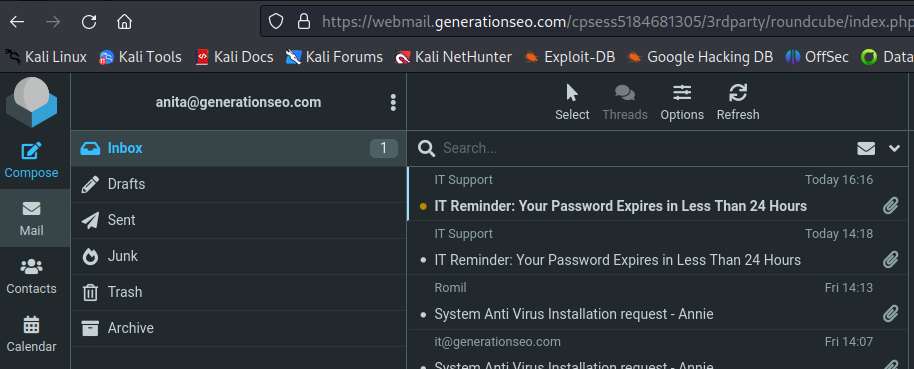 https://webmail.generationseo.com/cpsess5184681305/3rdparty/roundcube/index.php
Kali Linux Kali Tools Kali Docs Kali Forums Kali NetHunter Exploit-DB Google Hacking DB OffSec Data
anita@generationseo.com
Select Threads Options Refresh
Compose
Mail
Contacts
Calendar
Inbox 1
Drafts
Sent
Junk
Trash
Archive
Search...
IT Support Today 16:16
IT Reminder: Your Password Expires in Less Than 24 Hours
IT Support Today 14:18
IT Reminder: Your Password Expires in Less Than 24 Hours
Romil Fri 14:13
System Anti Virus Installation request - Annie
it@generationseo.com Fri 14:07
System Anti Virus Installation request - Annie